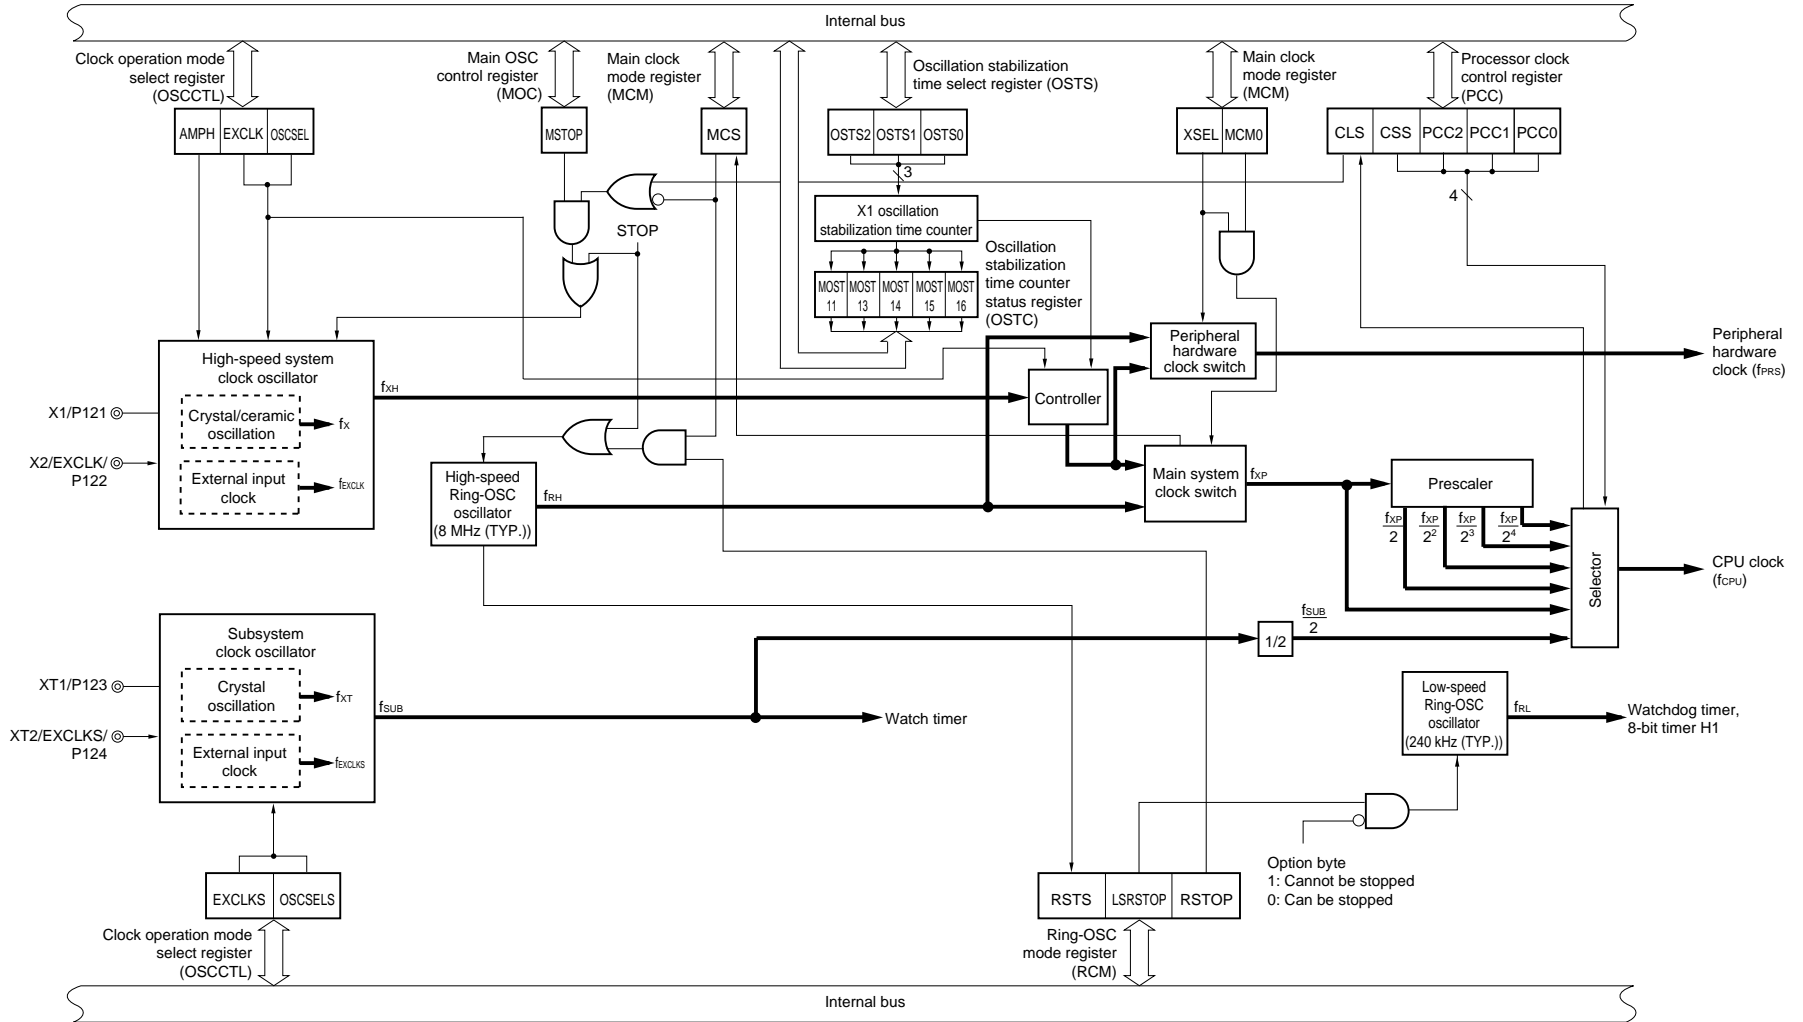 Internal bus
Clock operation mode
select register
(OSCCTL)
Main OSC
control register
(MOC)
Main clock
mode register
(MCM)
Oscillation stabilization
time select register (OSTS)
Main clock
mode register
(MCM)
Processor clock
control register
(PCC)
AMPH EXCLK OSCSEL
MSTOP
MCS
OSTS2 OSTS1 OSTS0
XSEL MCM0
CLS CSS PCC2 PCC1 PCC0
3
4
STOP
X1 oscillation
stabilization time counter
Oscillation
stabilization
time counter
status register
(OSTC)
MOST 11
MOST 13
MOST 14
MOST 15
MOST 16
High-speed system
clock oscillator
Crystal/ceramic
oscillation
fX
External input
clock
fEXCLK
X1/P121
X2/EXCLK/
P122
fXH
Controller
Peripheral
hardware
clock switch
Peripheral
hardware
clock (fPRS)
High-speed
Ring-OSC
oscillator
(8 MHz (TYP.))
fRH
Main system
clock switch
fXP
Prescaler
fXP
2
fXP
2²
fXP
2³
fXP
2⁴
Selector
CPU clock
(fCPU)
fSUB
2
1/2
Subsystem
clock oscillator
Crystal
oscillation
fXT
External input
clock
fEXCLKS
XT1/P123
XT2/EXCLKS/
P124
fSUB
Watch timer
Low-speed
Ring-OSC
oscillator
(240 kHz (TYP.))
fRL
Watchdog timer,
8-bit timer H1
Option byte
1: Cannot be stopped
0: Can be stopped
EXCLKS OSCSELS
RSTS LSRSTOP RSTOP
Clock operation mode
select register
(OSCCTL)
Ring-OSC
mode register
(RCM)
Internal bus